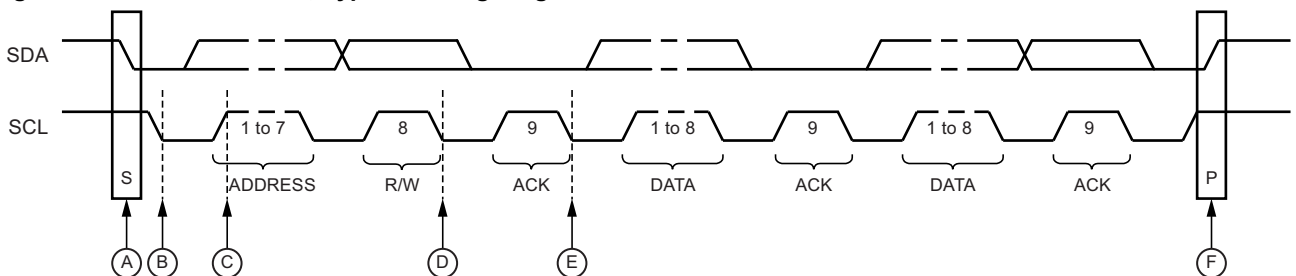 SDA
SCL
1 to 7 8 9 1 to 8 9 1 to 8 9
S ADDRESS R/W ACK DATA ACK DATA ACK P
A B C D E F